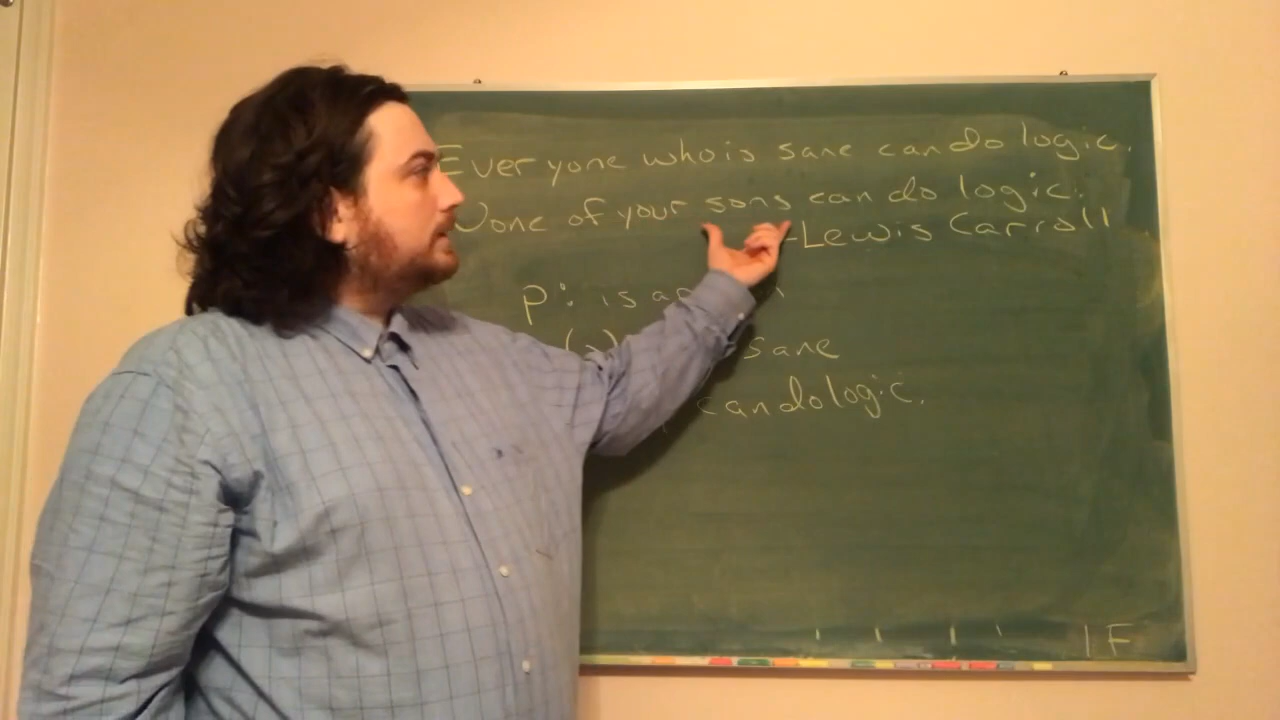 Everyone who is sane can do logic.
None of your sons can do logic.
-Lewis Carroll
p: is a
sane
can do logic.
F